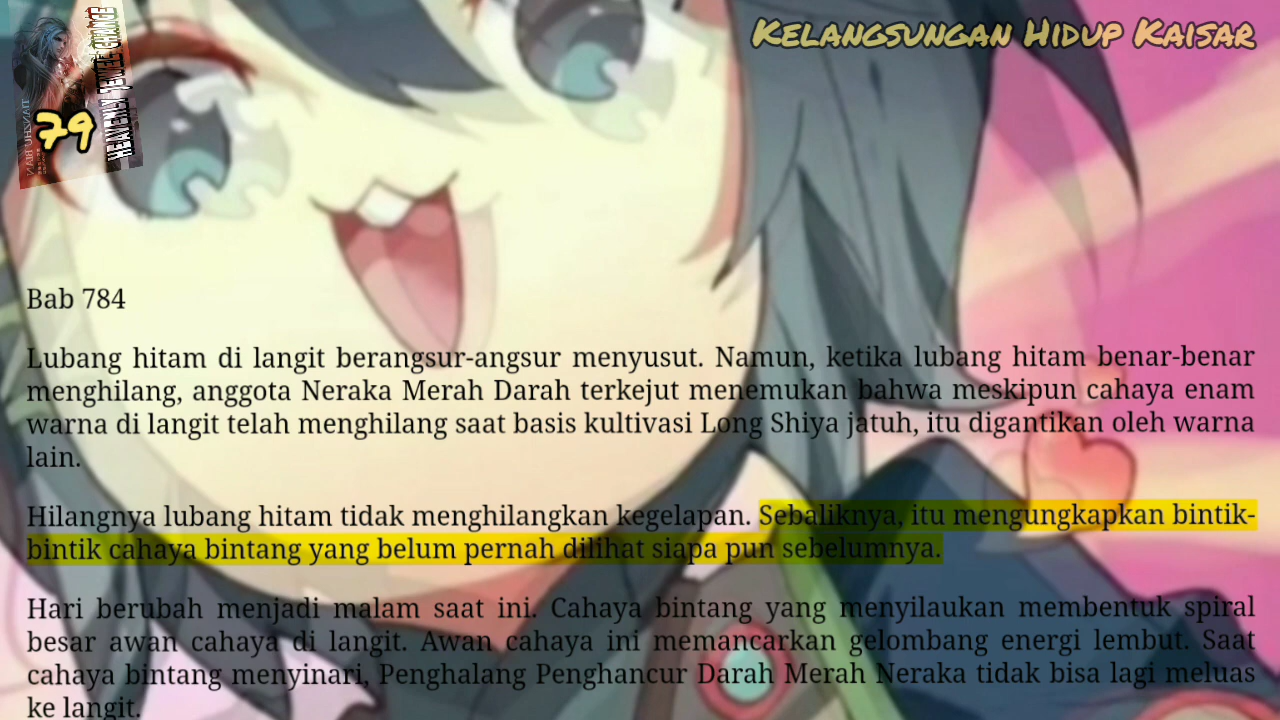 Kelangsungan Hidup Kaisar
HEAVENLY JEWEL CHANGE
TIANZHU BIAN
79
Bab 784
Lubang hitam di langit berangsur-angsur menyusut. Namun, ketika lubang hitam benar-benar
menghilang, anggota Neraka Merah Darah terkejut menemukan bahwa meskipun cahaya enam
warna di langit telah menghilang saat basis kultivasi Long Shiya jatuh, itu digantikan oleh warna
lain.
Hilangnya lubang hitam tidak menghilangkan kegelapan. Sebaliknya, itu mengungkapkan bintik-
bintik cahaya bintang yang belum pernah dilihat siapa pun sebelumnya.
Hari berubah menjadi malam saat ini. Cahaya bintang yang menyilaukan membentuk spiral
besar awan cahaya di langit. Awan cahaya ini memancarkan gelombang energi lembut. Saat
cahaya bintang menyinari, Penghalang Penghancur Darah Merah Neraka tidak bisa lagi meluas
ke langit.